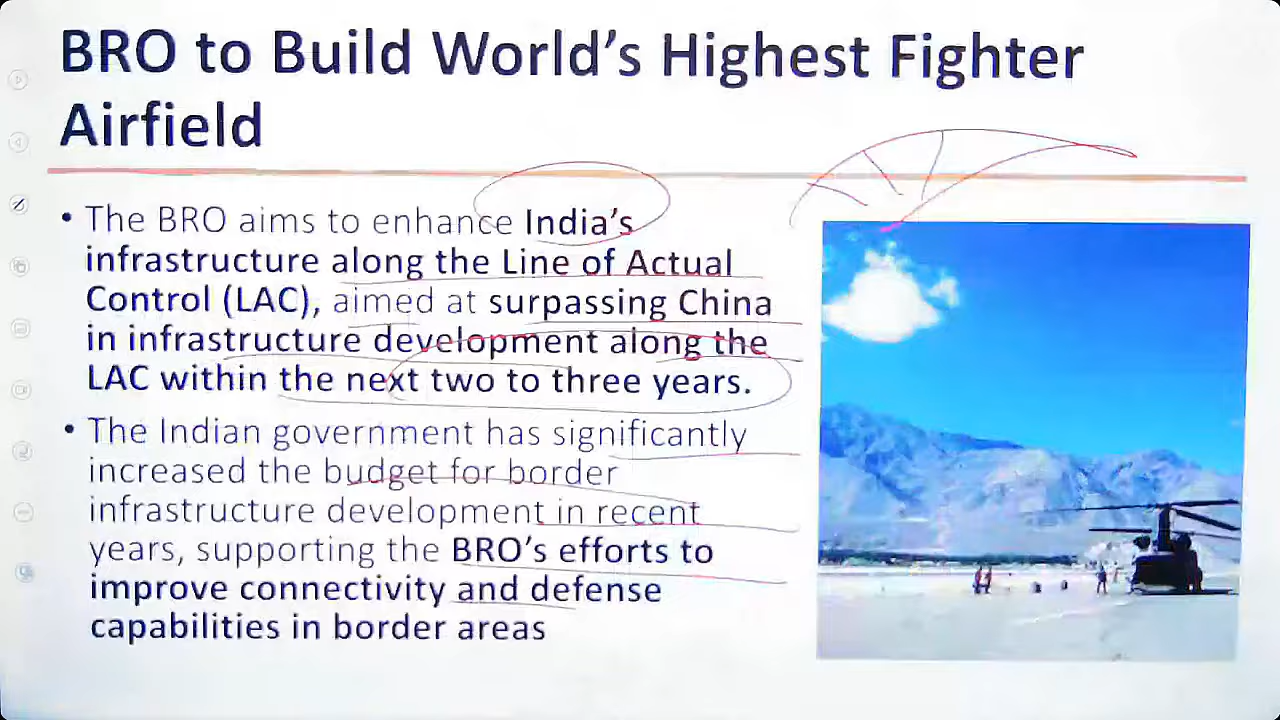 BRO to Build World's Highest Fighter
Airfield
• The BRO aims to enhance India's
infrastructure along the Line of Actual
Control (LAC), aimed at surpassing China
in infrastructure development along the
LAC within the next two to three years.
• The Indian government has significantly
increased the budget for border
infrastructure development in recent
years, supporting the BRO's efforts to
improve connectivity and defense
capabilities in border areas